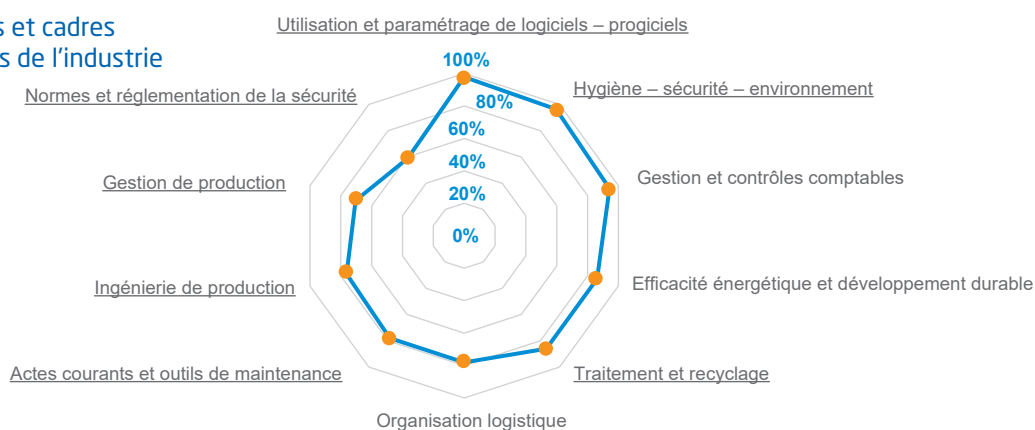 s et cadres
s de l'industrie
Utilisation et paramétrage de logiciels – progiciels
Hygiène – sécurité – environnement
Gestion et contrôles comptables
Efficacité énergétique et développement durable
Traitement et recyclage
Organisation logistique
Actes courants et outils de maintenance
Ingénierie de production
Gestion de production
Normes et réglementation de la sécurité
100%
80%
60%
40%
20%
0%